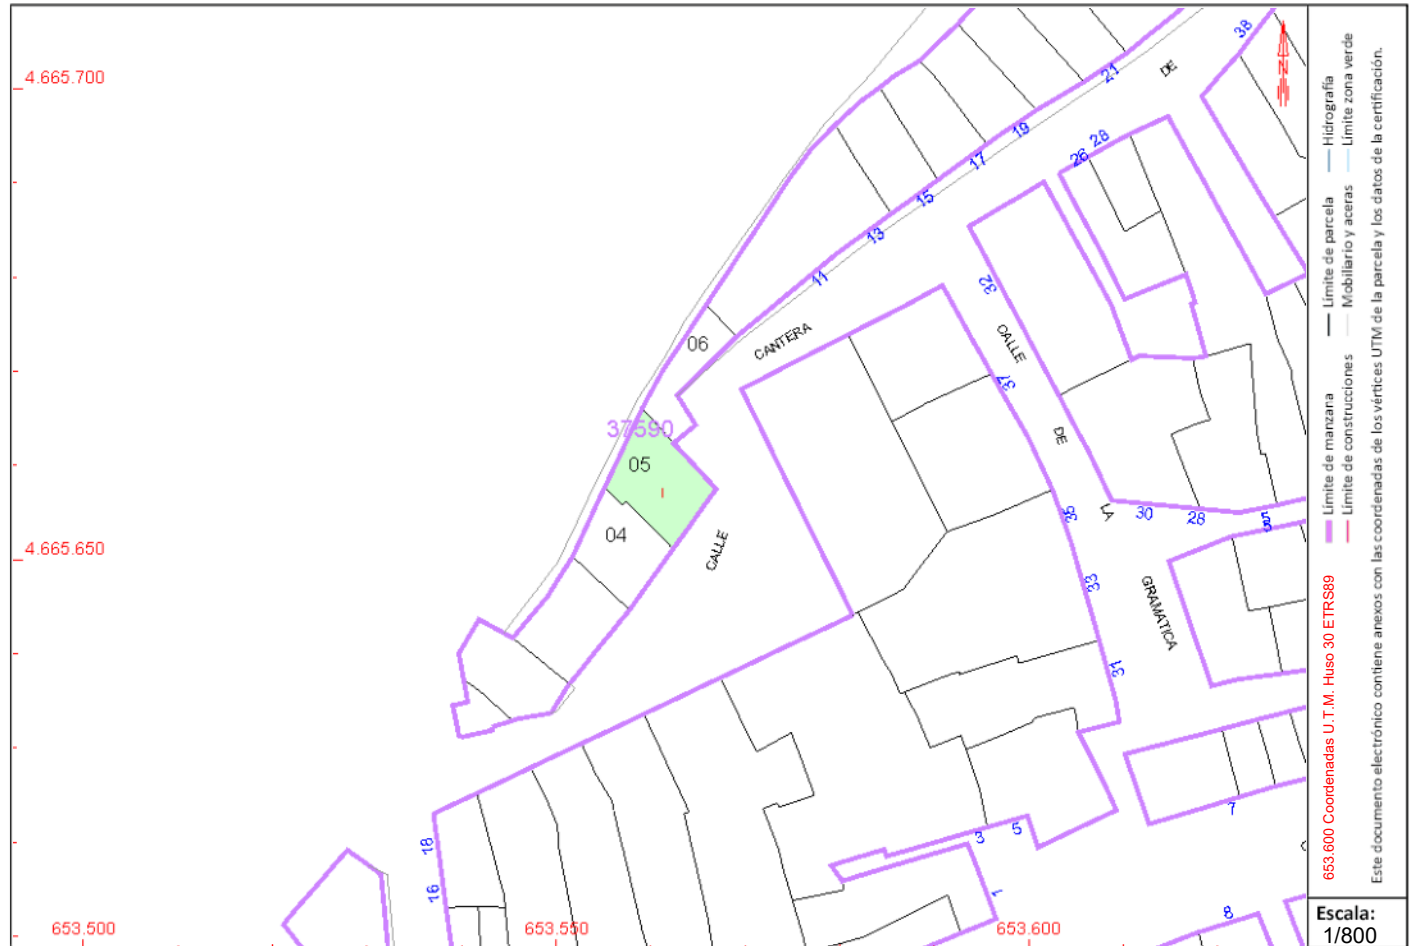 4.665.700
4.665.650
653.500
653.550
653.600
38
DE
21
19
17
15
13
11
28
26
32
CANTERA
CALLE
06
37590
05
04
CALLE
37
DE
35
LA
30
28
5
33
GRAMATICA
31
18
16
3
5
1
7
8
N
Límite de manzana
Límite de parcela
Hidrografía
Límite de construcciones
Mobiliario y aceras
Límite zona verde
653.600 Coordenadas U.T.M. Huso 30 ETRS89
Este documento electrónico contiene anexos con las coordenadas de los vértices UTM de la parcela y los datos de la certificación.
Escala:
1/800